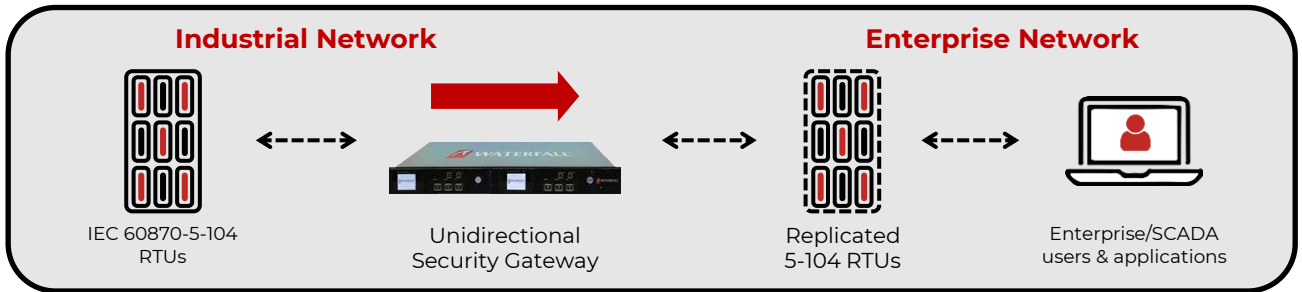 Industrial Network
Enterprise Network
WATERFALL
IEC 60870-5-104
RTUs
Unidirectional
Security Gateway
Replicated
5-104 RTUs
Enterprise/SCADA
users & applications